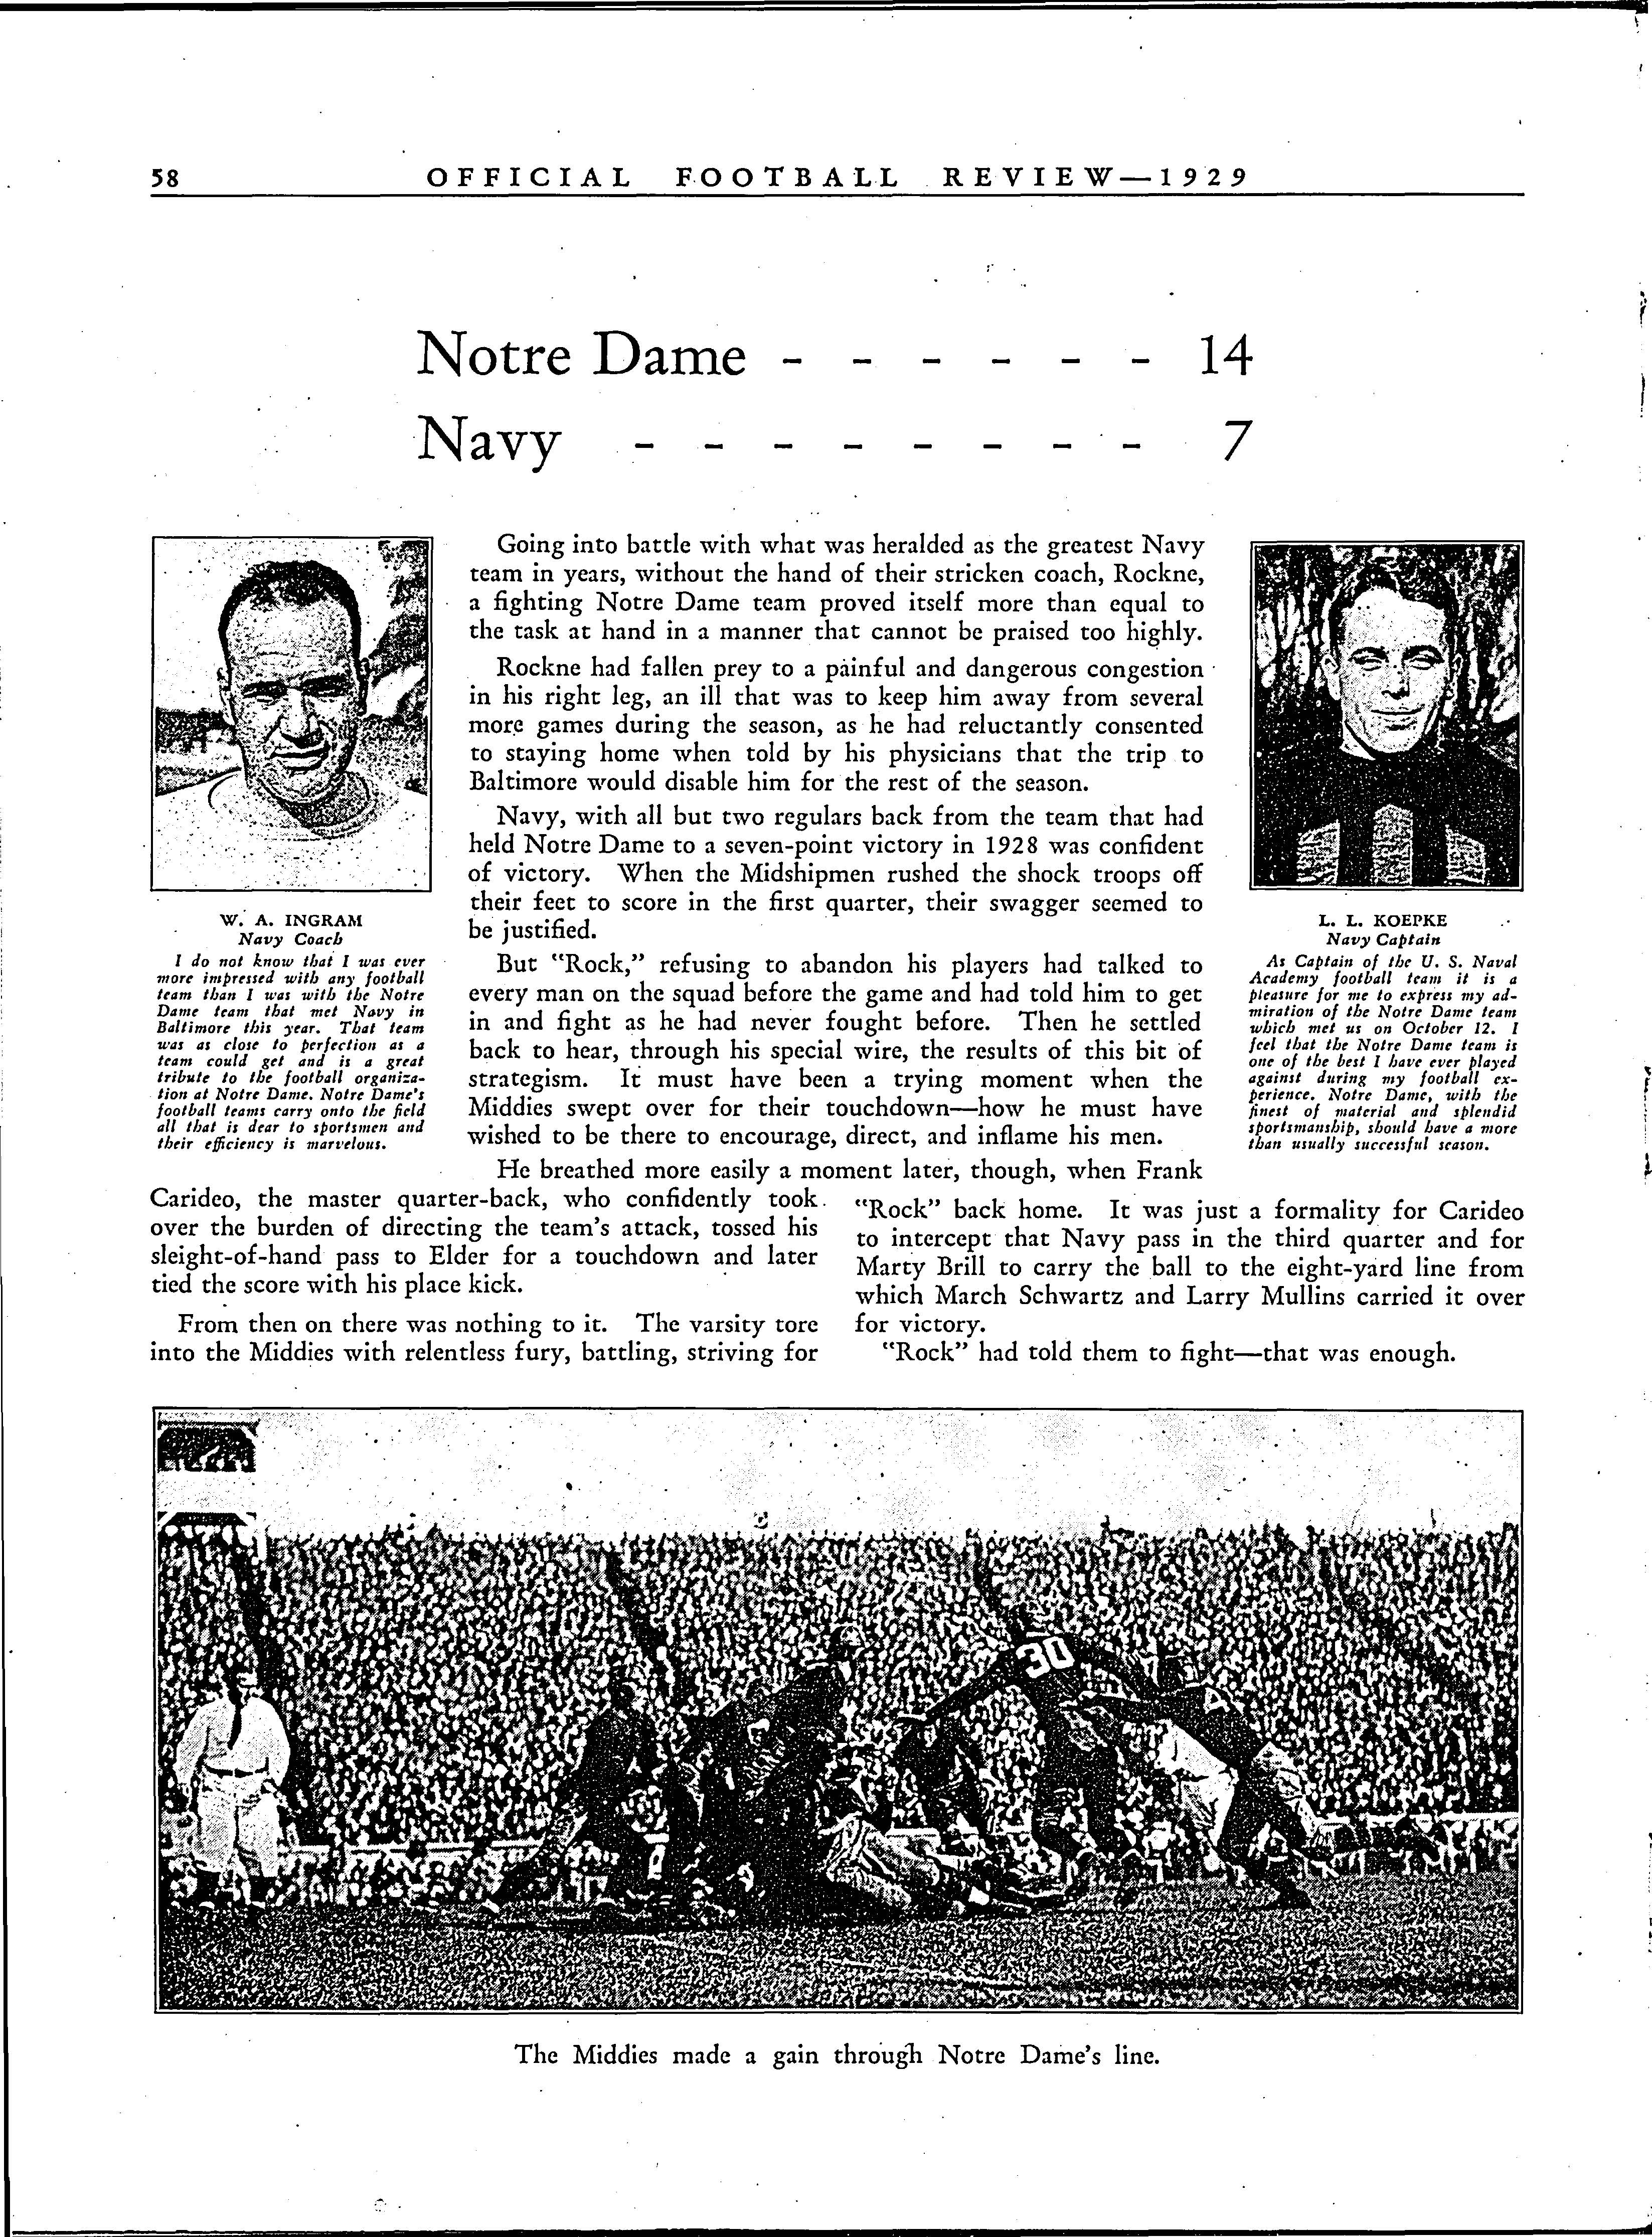 58
OFFICIAL FOOTBALL REVIEW—1929
Notre Dame - - - - - - 14
Navy - - - - - - - - 7
Going into battle with what was heralded as the greatest Navy
team in years, without the hand of their stricken coach, Rockne,
a fighting Notre Dame team proved itself more than equal to
the task at hand in a manner that cannot be praised too highly.
Rockne had fallen prey to a painful and dangerous congestion
in his right leg, an ill that was to keep him away from several
more games during the season, as he had reluctantly consented
to staying home when told by his physicians that the trip to
Baltimore would disable him for the rest of the season.
Navy, with all but two regulars back from the team that had
held Notre Dame to a seven-point victory in 1928 was confident
of victory. When the Midshipmen rushed the shock troops off
their feet to score in the first quarter, their swagger seemed to
be justified.
But "Rock," refusing to abandon his players had talked to
every man on the squad before the game and had told him to get
in and fight as he had never fought before. Then he settled
back to hear, through his special wire, the results of this bit of
strategism. It must have been a trying moment when the
Middies swept over for their touchdown—how he must have
wished to be there to encourage, direct, and inflame his men.
He breathed more easily a moment later, though, when Frank
Carideo, the master quarter-back, who confidently took
over the burden of directing the team's attack, tossed his
sleight-of-hand pass to Elder for a touchdown and later
tied the score with his place kick.
From then on there was nothing to it. The varsity tore
into the Middies with relentless fury, battling, striving for
"Rock" back home. It was just a formality for Carideo
to intercept that Navy pass in the third quarter and for
Marty Brill to carry the ball to the eight-yard line from
which March Schwartz and Larry Mullins carried it over
for victory.
"Rock" had told them to fight—that was enough.
W. A. INGRAM
Navy Coach
I do not know that I was ever
more impressed with any football
team than I was with the Notre
Dame team that met Navy in
Baltimore this year. That team
was as close to perfection as a
team could get and is a great
tribute to the football organiza-
tion at Notre Dame. Notre Dame's
football teams carry onto the field
all that is dear to sportsmen and
their efficiency is marvelous.
L. L. KOEPKE
Navy Captain
As Captain of the U. S. Naval
Academy football team it is a
pleasure for me to express my ad-
miration of the Notre Dame team
which met us on October 12. I
feel that the Notre Dame team is
one of the best I have ever played
against during my football ex-
perience. Notre Dame, with the
finest of material and splendid
sportsmanship, should have a more
than usually successful season.
30
The Middies made a gain through Notre Dame's line.